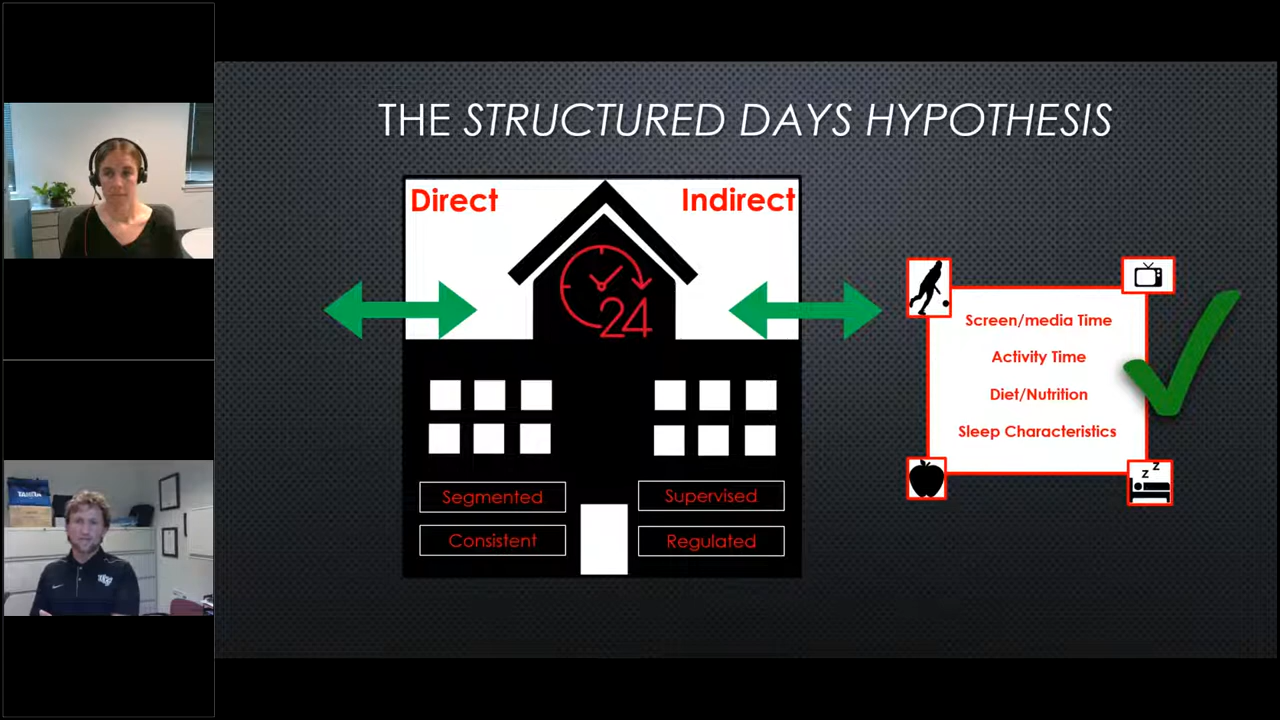 THE STRUCTURED DAYS HYPOTHESIS
Direct
Indirect
24
Segmented
Supervised
Consistent
Regulated
Screen/media Time
Activity Time
Diet/Nutrition
Sleep Characteristics
Z Z
TANITA